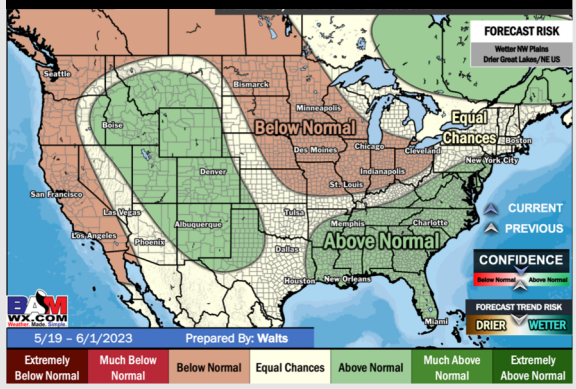 FORECAST RISK
Wetter NW Plains
Drier Great Lakes/NE US
Seattle
Bismarck
Minneapolis
Boise
Below Normal
Equal
Chances
Boston
Des Moines
Chicago
Cleveland
New York City
Denver
Indianapolis
St. Louis
San Francisco
Las Vegas
Tulsa
Memphis
Charlotte
Albuquerque
Los Angeles
Phoenix
Above Normal
Dallas
Houston
New Orleans
Miami
CURRENT
PREVIOUS
CONFIDENCE
Below Normal
Above Normal
FORECAST TREND RISK
DRIER
WETTER
BAM
WX.COM
Weather. Made. Simple.
5/19 – 6/1/2023
Prepared By: Walts
Extremely
Below Normal
Much Below
Normal
Below Normal
Equal Chances
Above Normal
Much Above
Normal
Extremely
Above Normal